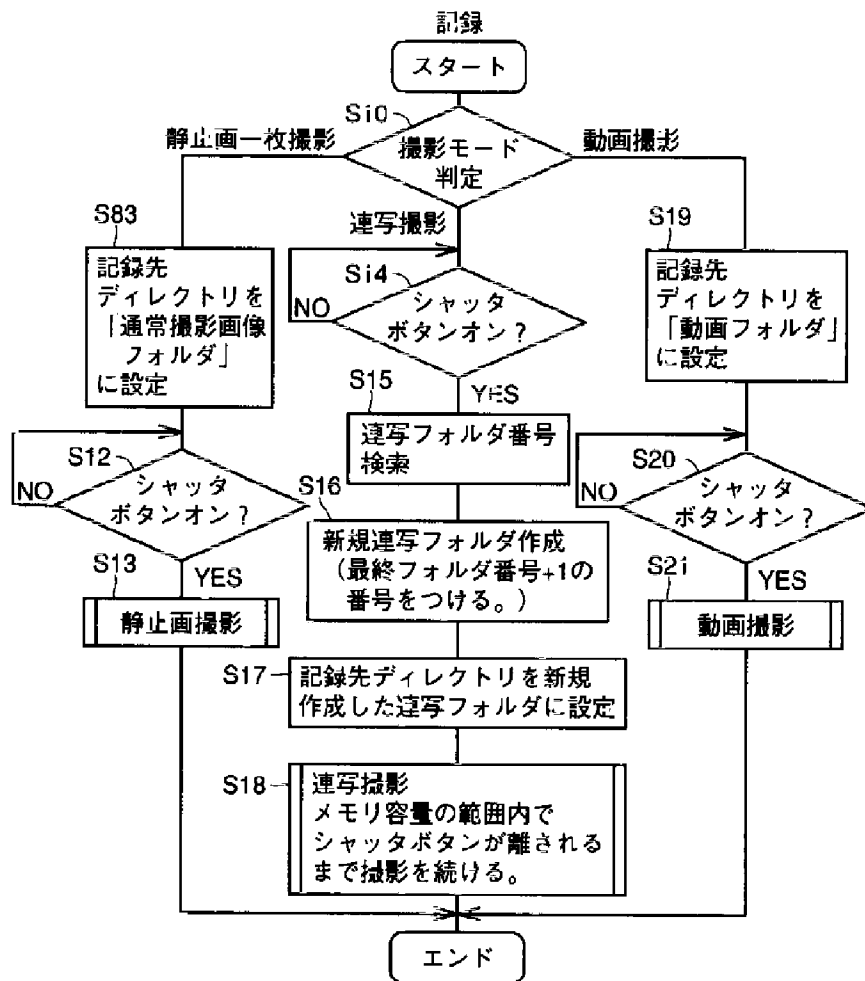 記録
スタート
S10
撮影モード
判定
静止画一枚撮影
動画撮影
連写撮影
S83
記録先
ディレクトリを
「通常撮影画像
フォルダ」
に設定
S12
シャッタ
ボタンオン?
NO
YES
S13
静止画撮影
S14
シャッタ
ボタンオン?
NO
YES
S15
連写フォルダ番号
検索
S16
新規連写フォルダ作成
(最終フォルダ番号+1の
番号をつける。)
S17
記録先ディレクトリを新規
作成した連写フォルダに設定
S18
連写撮影
メモリ容量の範囲内で
シャッタボタンが離される
まで撮影を続ける。
S19
記録先
ディレクトリを
「動画フォルダ」
に設定
S20
シャッタ
ボタンオン?
NO
YES
S21
動画撮影
エンド